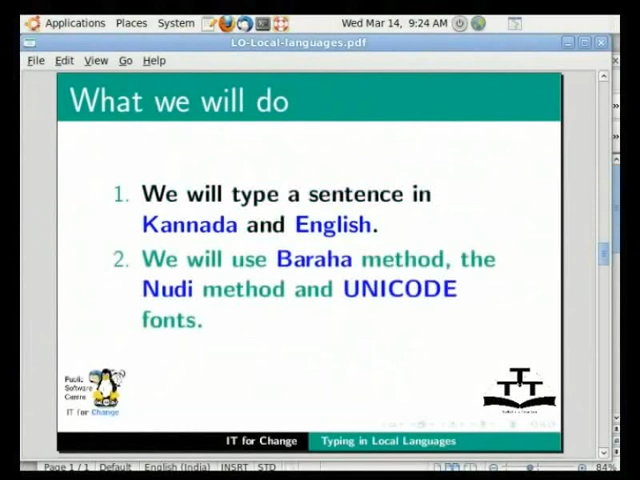 Applications Places System Wed Mar 14, 9:24 AM
LO-Local-languages.pdf
File Edit View Go Help
What we will do
1. We will type a sentence in
Kannada and English.
2. We will use Baraha method, the
Nudi method and UNICODE
fonts.
Public
Software
Centre
IT for Change
IT for Change Typing in Local Languages
Page 1 / 1 Default English (India) INSRT STD 84%